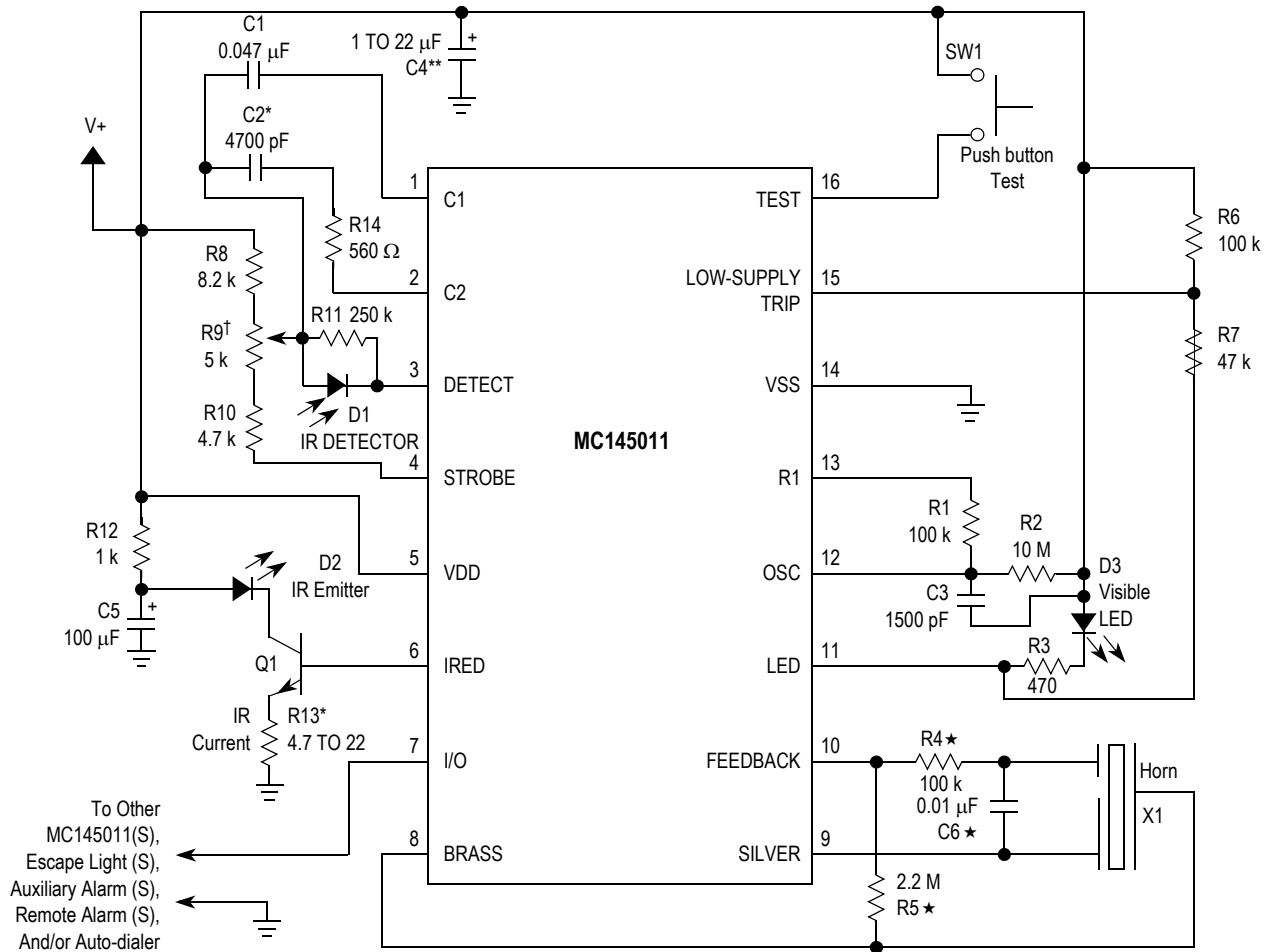 C1
0.047 μF
1 TO 22 μF
+
C4**
SW1
C2*
4700 pF
V+
Push button
Test
1
C1
16
TEST
R14
560 Ω
R6
100 k
R8
8.2 k
2
C2
15
LOW-SUPPLY
TRIP
R11 250 k
R9†
5 k
R7
47 k
3
DETECT
14
VSS
D1
IR DETECTOR
R10
4.7 k
MC145011
4
STROBE
13
R1
R1
100 k
R2
10 M
R12
1 k
D2
IR Emitter
5
VDD
12
OSC
D3
Visible
LED
C3
1500 pF
C5
+
100 μF
Q1
6
IRED
11
LED
R3
470
IR
Current
R13*
4.7 TO 22
7
I/O
10
FEEDBACK
R4★
100 k
0.01 μF
C6★
Horn
X1
To Other
MC145011(S),
Escape Light (S),
Auxiliary Alarm (S),
Remote Alarm (S),
And/or Auto-dialer
8
BRASS
9
SILVER
2.2 M
R5★